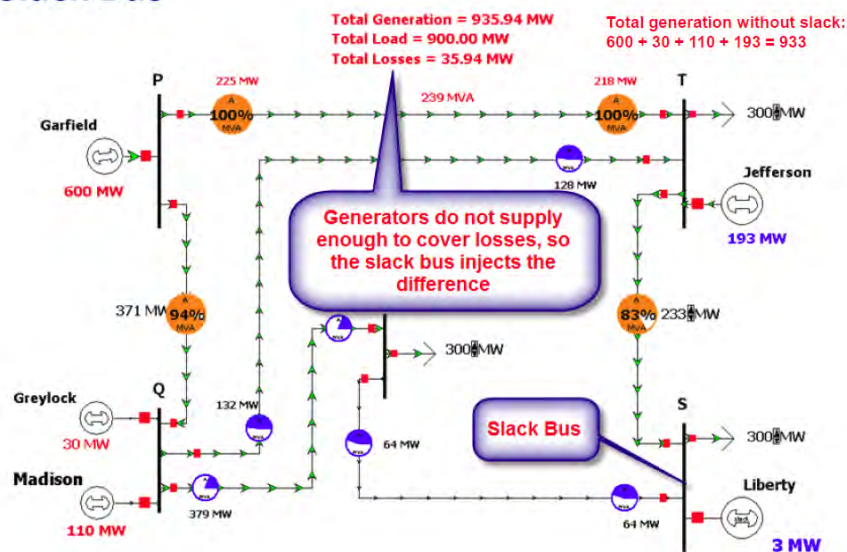 Total Generation = 935.94 MW
Total Load = 900.00 MW
Total Losses = 35.94 MW
Total generation without slack:
600 + 30 + 110 + 193 = 933
P
225 MW
A
100%
MVA
239 MVA
218 MW
A
100%
MVA
T
300 MW
Garfield
600 MW
128 MW
Jefferson
193 MW
Generators do not supply
enough to cover losses, so
the slack bus injects the
difference
371 MW
A
94%
MVA
A
83%
MVA
233 MW
300 MW
Greylock
30 MW
Q
132 MW
MVA
Slack Bus
S
300 MW
64 MW
Madison
110 MW
379 MW
64 MW
Liberty
slack
3 MW